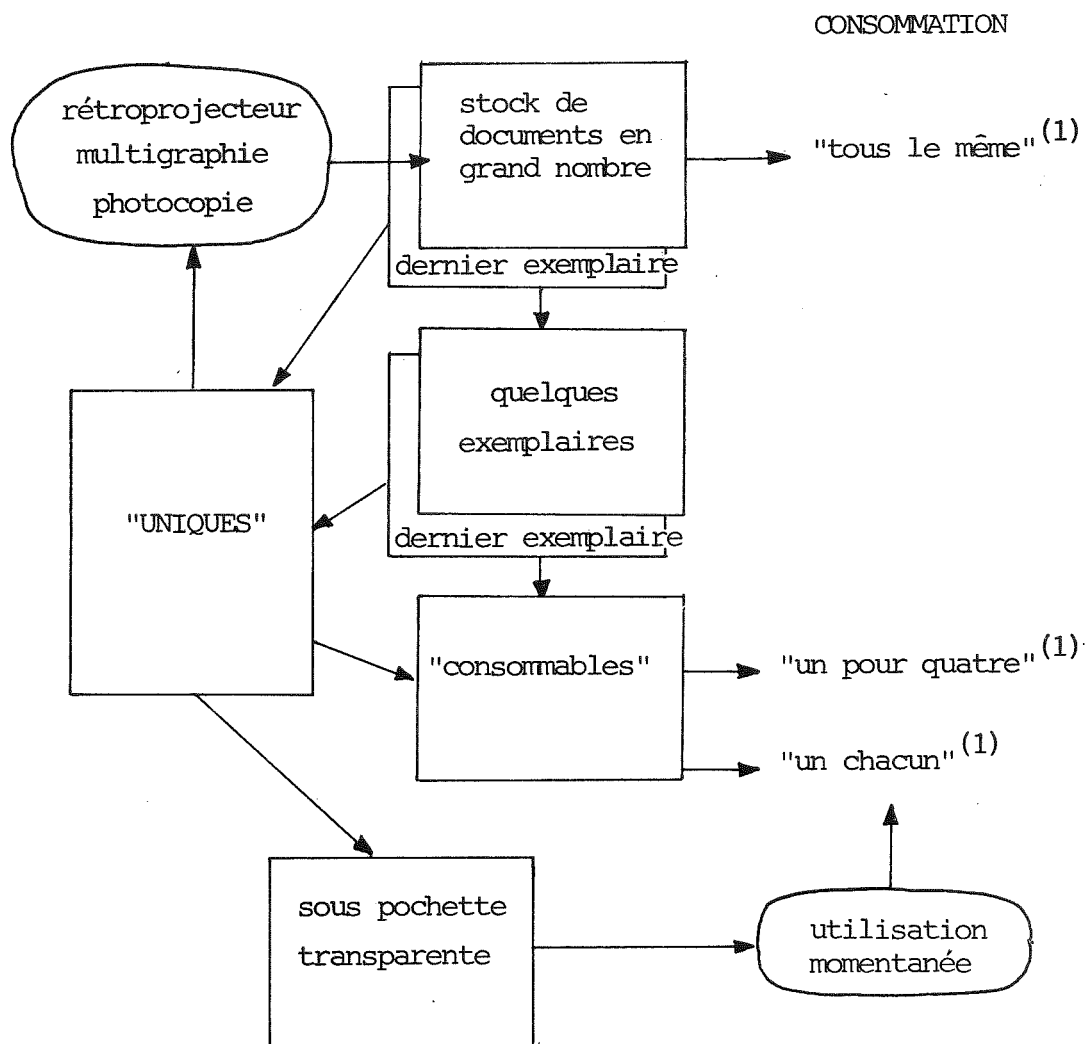 CONSOMMATION
rétroprojecteur
multigraphie
photocopie
stock de
documents en
grand nombre
"tous le même" (1)
dernier exemplaire
quelques
exemplaires
"UNIQUES"
dernier exemplaire
"consommables"
"un pour quatre" (1)
"un chacun" (1)
sous pochette
transparente
utilisation
momentanée